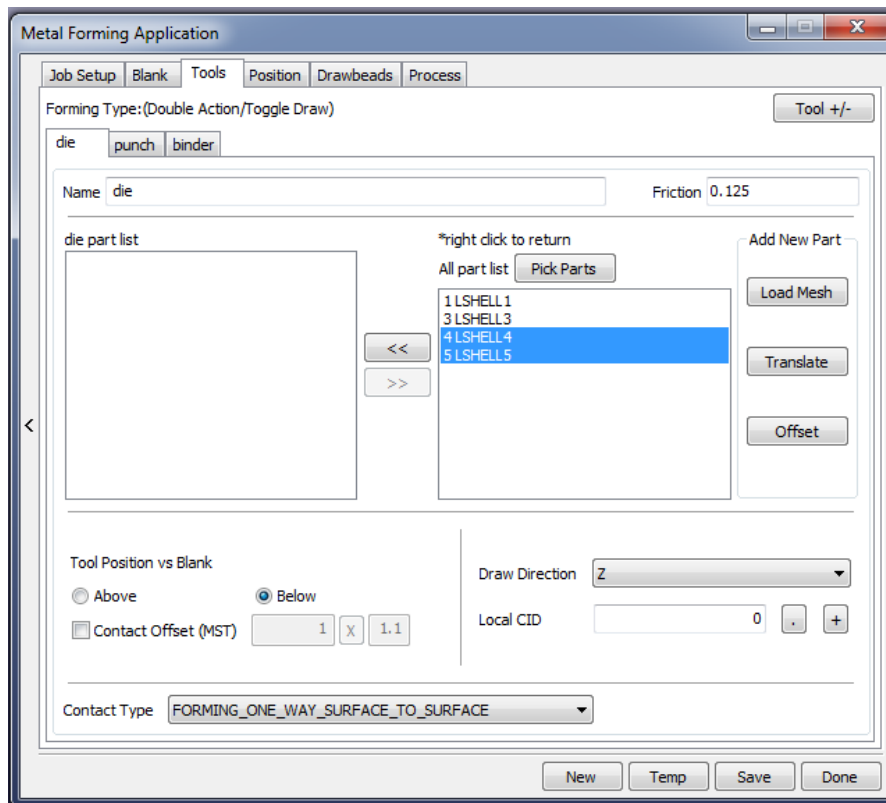 Metal Forming Application
Job Setup Blank Tools Position Drawbeads Process
Forming Type:(Double Action/Toggle Draw) Tool +/-
die punch binder
Name die Friction 0.125
die part list *right click to return Add New Part
All part list Pick Parts
1 LSHELL1
3 LSHELL3
4 LSHELL4
5 LSHELL5
Load Mesh
<<
>>
Translate
Offset
<
Tool Position vs Blank
Above Below
Contact Offset (MST) 1 X 1.1
Draw Direction Z
Local CID 0 . +
Contact Type FORMING_ONE_WAY_SURFACE_TO_SURFACE
New Temp Save Done